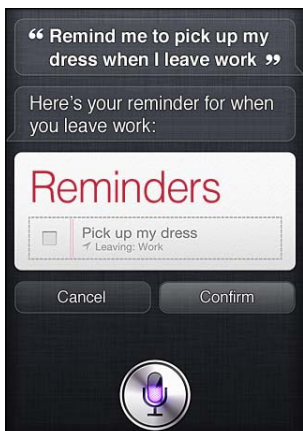 “ Remind me to pick up my
dress when I leave work ”
Here’s your reminder for when
you leave work:
Reminders
Pick up my dress
Leaving: Work
Cancel
Confirm